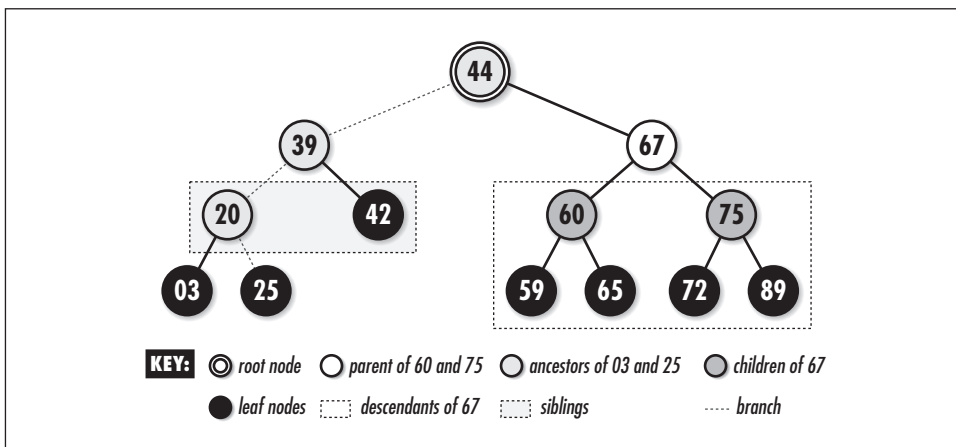 44
39 67
20 42 60 75
03 25 59 65 72 89
KEY: root node parent of 60 and 75 ancestors of 03 and 25 children of 67
leaf nodes descendants of 67 siblings branch